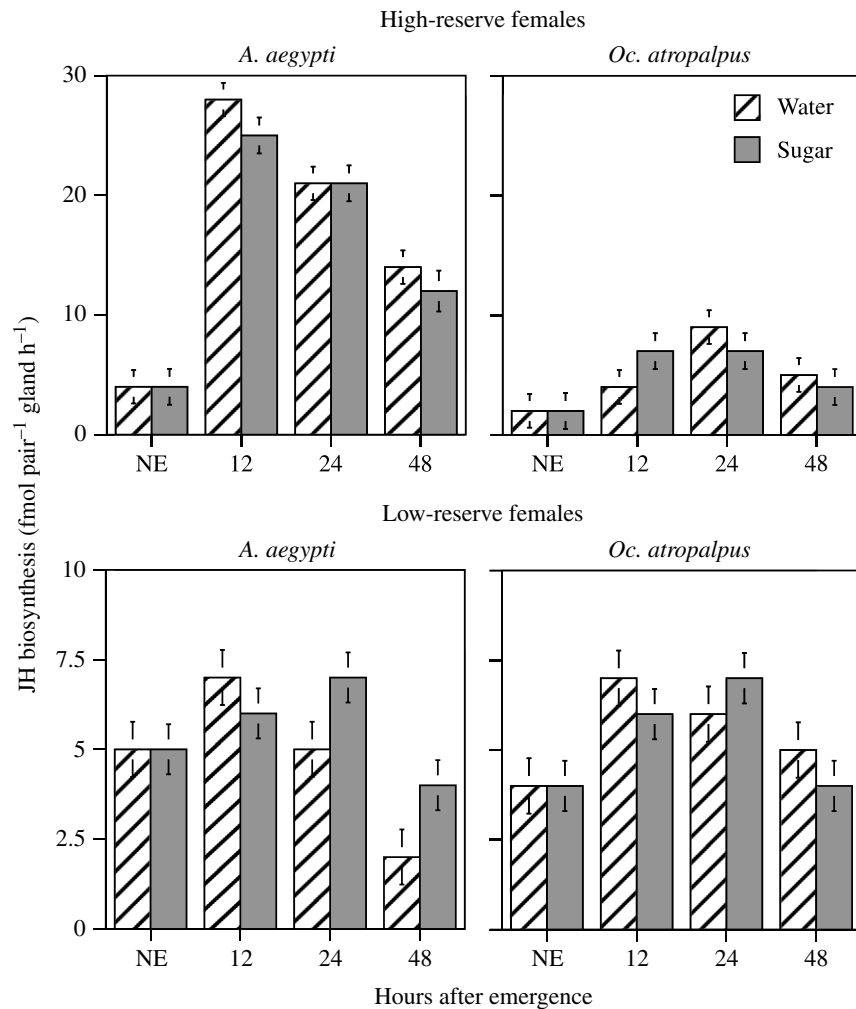 High-reserve females
A. aegypti
Oc. atropalpus
30
20
10
0
Water
Sugar
NE 12 24 48
NE 12 24 48
JH biosynthesis (fmol pair⁻¹ gland h⁻¹)
Low-reserve females
A. aegypti
Oc. atropalpus
10
7.5
5
2.5
0
NE 12 24 48
NE 12 24 48
Hours after emergence